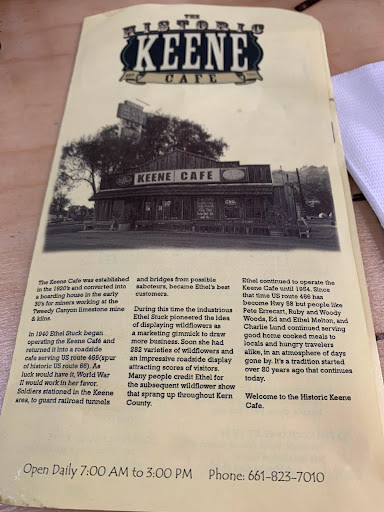 THE
HISTORIC
KEENE
CAFE
KEENE CAFE
The Keene Cafe was established
in the 1920's and converted into
a boarding house in the early
30's for miners working at the
Tweedy Canyon limestone mine
& kilns.
In 1940 Ethel Stuck began
operating the Keene Café and
returned it into a roadside
cafe serving US route 466(spur
of historic US route 66). As
luck would have it, World War
II would work in her favor.
Soldiers stationed in the Keene
area, to guard railroad tunnels
and bridges from possible
saboteurs, became Ethel's best
customers.
During this time the industrious
Ethel Stuck pioneered the idea
of displaying wildflowers as
a marketing gimmick to draw
more business. Soon she had
282 varieties of wildflowers and
an impressive roadside display
attracting scores of visitors.
Many people credit Ethel for
the subsequent wildflower show
that sprang up throughout Kern
County.
Ethel continued to operate the
Keene Cafe until 1954. Since
that time US route 466 has
become Hwy 58 but people like
Pete Errecart, Ruby and Woody
Woods, Ed and Ethel Melton, and
Charlie Lund continued serving
good home cooked meals to
locals and hungry travelers
alike, in an atmosphere of days
gone by. It's a tradition started
over 80 years ago that continues
today.
Welcome to the Historic Keene
Cafe.
Open Daily 7:00 AM to 3:00 PM Phone: 661-823-7010